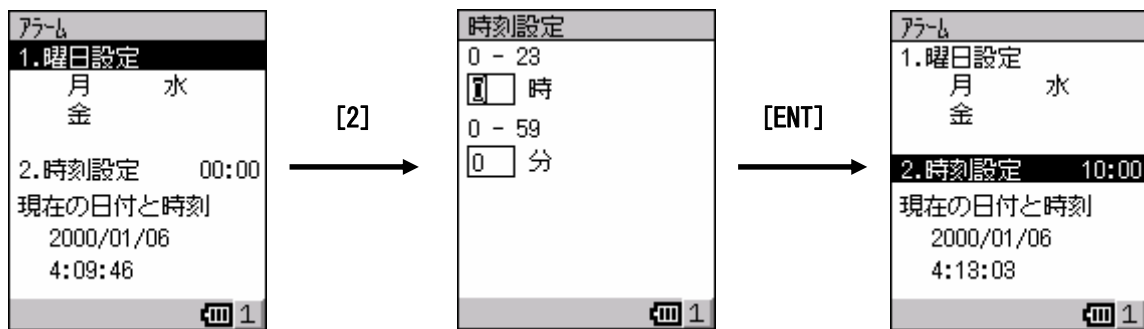 ｱﾗｰﾑ
1.曜日設定
月 水
金
2.時刻設定 00:00
現在の日付と時刻
2000/01/06
4:09:46
1
[2]
時刻設定
0 - 23
0 時
0 - 59
0 分
1
[ENT]
ｱﾗｰﾑ
1.曜日設定
月 水
金
2.時刻設定 10:00
現在の日付と時刻
2000/01/06
4:13:03
1